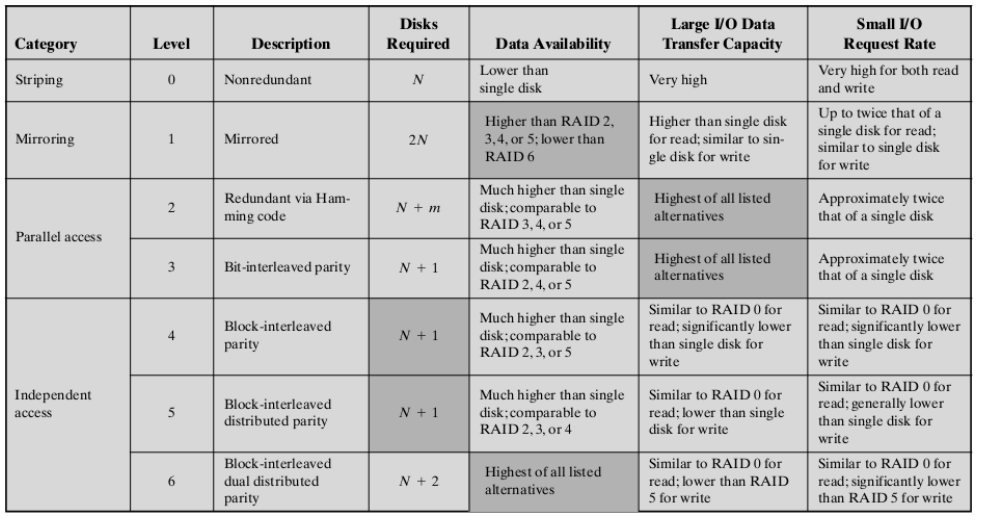 Category Level Description Disks Required Data Availability Large I/O Data Transfer Capacity Small I/O Request Rate
Striping 0 Nonredundant N Lower than single disk Very high Very high for both read and write
Mirroring 1 Mirrored 2N Higher than RAID 2, 3,4, or 5; lower than RAID 6 Higher than single disk for read; similar to sin-gle disk for write Up to twice that of a single disk for read; similar to single disk for write
Parallel access 2 Redundant via Ham-ming code N + m Much higher than single disk; comparable to RAID 3, 4, or 5 Highest of all listed alternatives Approximately twice that of a single disk
3 Bit-interleaved parity N + 1 Much higher than single disk; comparable to RAID 2, 4, or 5 Highest of all listed alternatives Approximately twice that of a single disk
Independent access 4 Block-interleaved parity N + 1 Much higher than single disk; comparable to RAID 2, 3, or 5 Similar to RAID 0 for read; significantly lower than single disk for write Similar to RAID 0 for read; significantly lower than single disk for write
5 Block-interleaved distributed parity N + 1 Much higher than single disk; comparable to RAID 2, 3, or 4 Similar to RAID 0 for read; lower than single disk for write Similar to RAID 0 for read; generally lower than single disk for write
6 Block-interleaved dual distributed parity N + 2 Highest of all listed alternatives Similar to RAID 0 for read; lower than RAID 5 for write Similar to RAID 0 for read; significantly lower than RAID 5 for write